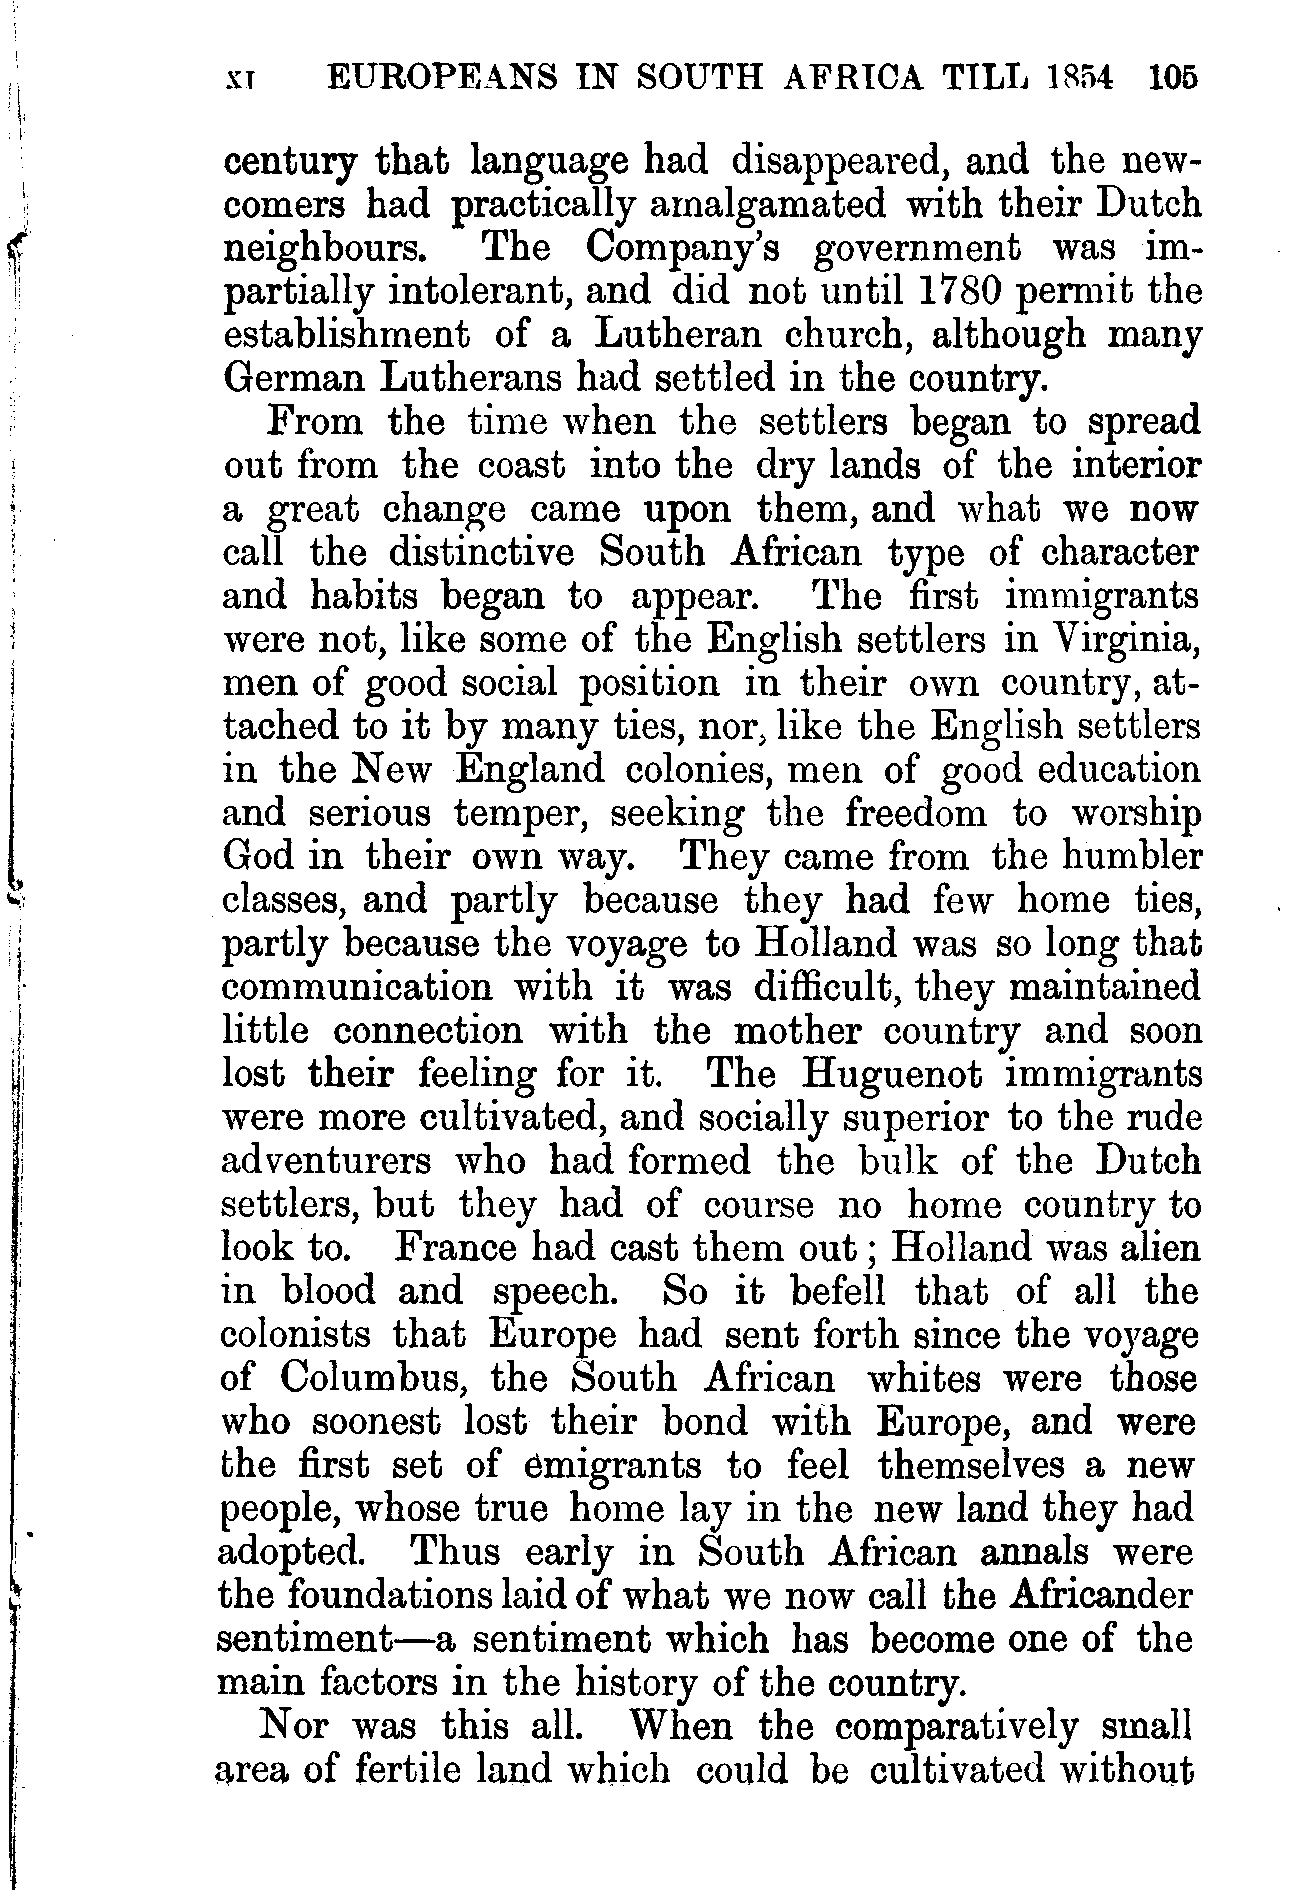 XI EUROPEANS IN SOUTH AFRICA TILL 1854 105
century that language had disappeared, and the new-
comers had practically amalgamated with their Dutch
neighbours. The Company's government was im-
partially intolerant, and did not until 1780 permit the
establishment of a Lutheran church, although many
German Lutherans had settled in the country.
From the time when the settlers began to spread
out from the coast into the dry lands of the interior
a great change came upon them, and what we now
call the distinctive South African type of character
and habits began to appear. The first immigrants
were not, like some of the English settlers in Virginia,
men of good social position in their own country, at-
tached to it by many ties, nor, like the English settlers
in the New England colonies, men of good education
and serious temper, seeking the freedom to worship
God in their own way. They came from the humbler
classes, and partly because they had few home ties,
partly because the voyage to Holland was so long that
communication with it was difficult, they maintained
little connection with the mother country and soon
lost their feeling for it. The Huguenot immigrants
were more cultivated, and socially superior to the rude
adventurers who had formed the bulk of the Dutch
settlers, but they had of course no home country to
look to. France had cast them out; Holland was alien
in blood and speech. So it befell that of all the
colonists that Europe had sent forth since the voyage
of Columbus, the South African whites were those
who soonest lost their bond with Europe, and were
the first set of emigrants to feel themselves a new
people, whose true home lay in the new land they had
adopted. Thus early in South African annals were
the foundations laid of what we now call the Africander
sentiment—a sentiment which has become one of the
main factors in the history of the country.
Nor was this all. When the comparatively small
area of fertile land which could be cultivated without